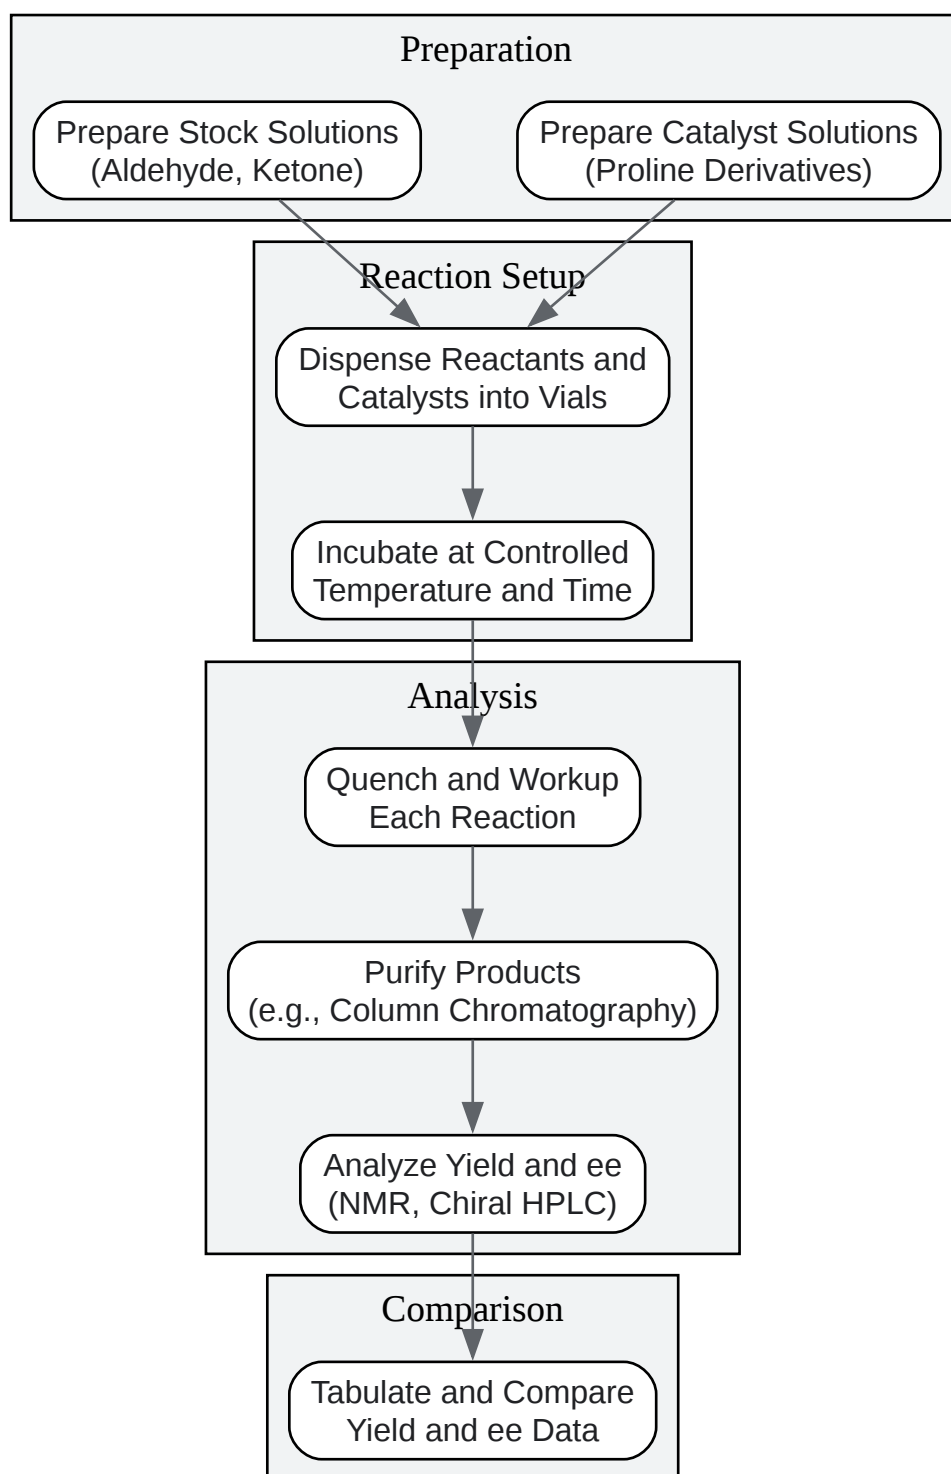 Preparation
Prepare Stock Solutions
(Aldehyde, Ketone)
Prepare Catalyst Solutions
(Proline Derivatives)
Reaction Setup
Dispense Reactants and
Catalysts into Vials
Incubate at Controlled
Temperature and Time
Analysis
Quench and Workup
Each Reaction
Purify Products
(e.g., Column Chromatography)
Analyze Yield and ee
(NMR, Chiral HPLC)
Comparison
Tabulate and Compare
Yield and ee Data